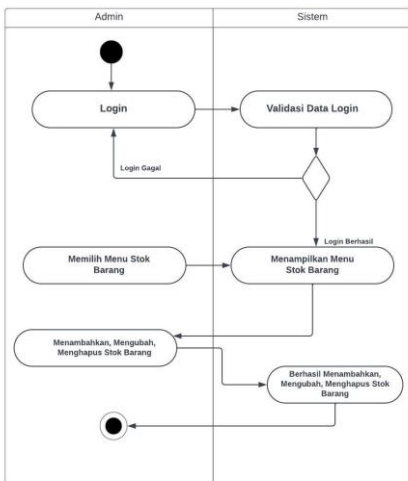 Admin
Sistem
Login
Validasi Data Login
Login Gagal
Login Berhasil
Memilih Menu Stok
Barang
Menampilkan Menu
Stok Barang
Menambahkan, Mengubah,
Menghapus Stok Barang
Berhasil Menambahkan,
Mengubah, Menghapus Stok
Barang